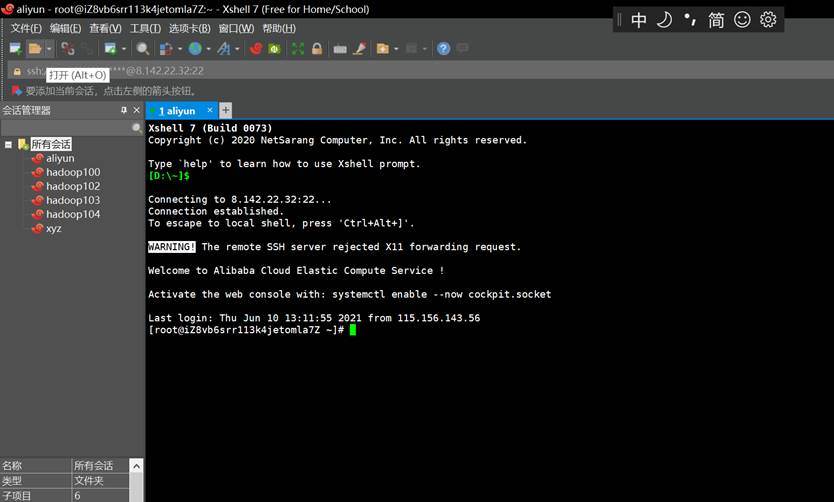 aliyun - root@iZ8vb6srr113k4jetomla7Z:~ - Xshell 7 (Free for Home/School)
中 简
文件(F) 编辑(E) 查看(V) 工具(T) 选项卡(B) 窗口(W) 帮助(H)
ssh ****@8.142.22.32:22
打开 (Alt+O)
要添加当前会话，点击左侧的箭头按钮。
会话管理器
1 aliyun
所有会话
aliyun
hadoop100
hadoop102
hadoop103
hadoop104
xyz
名称 所有会话
类型 文件夹
子项目 6
Xshell 7 (Build 0073)
Copyright (c) 2020 NetSarang Computer, Inc. All rights reserved.
Type `help' to learn how to use Xshell prompt.
[D:\~]$
Connecting to 8.142.22.32:22...
Connection established.
To escape to local shell, press 'Ctrl+Alt+]'.
WARNING! The remote SSH server rejected X11 forwarding request.
Welcome to Alibaba Cloud Elastic Compute Service !
Activate the web console with: systemctl enable --now cockpit.socket
Last login: Thu Jun 10 13:11:55 2021 from 115.156.143.56
[root@iZ8vb6srr113k4jetomla7Z ~]#